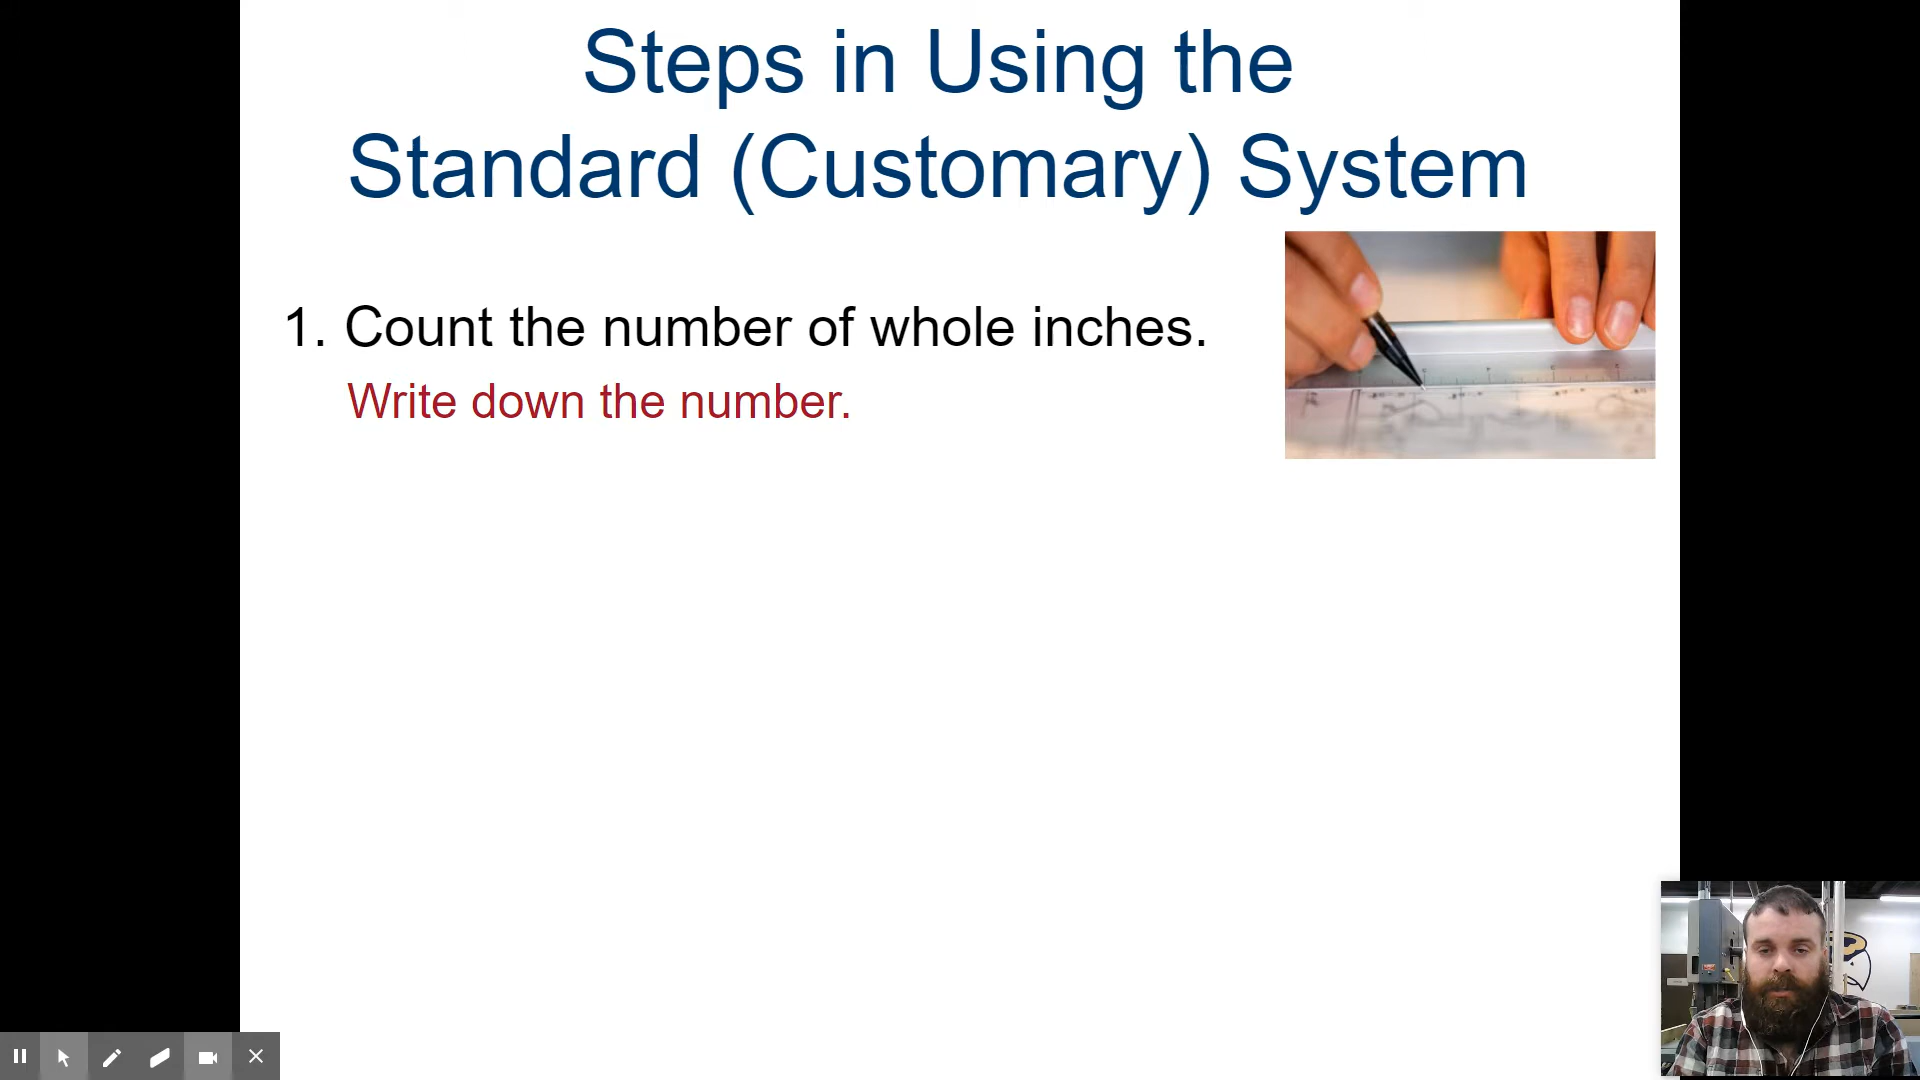 Steps in Using the
Standard (Customary) System
1. Count the number of whole inches.
Write down the number.